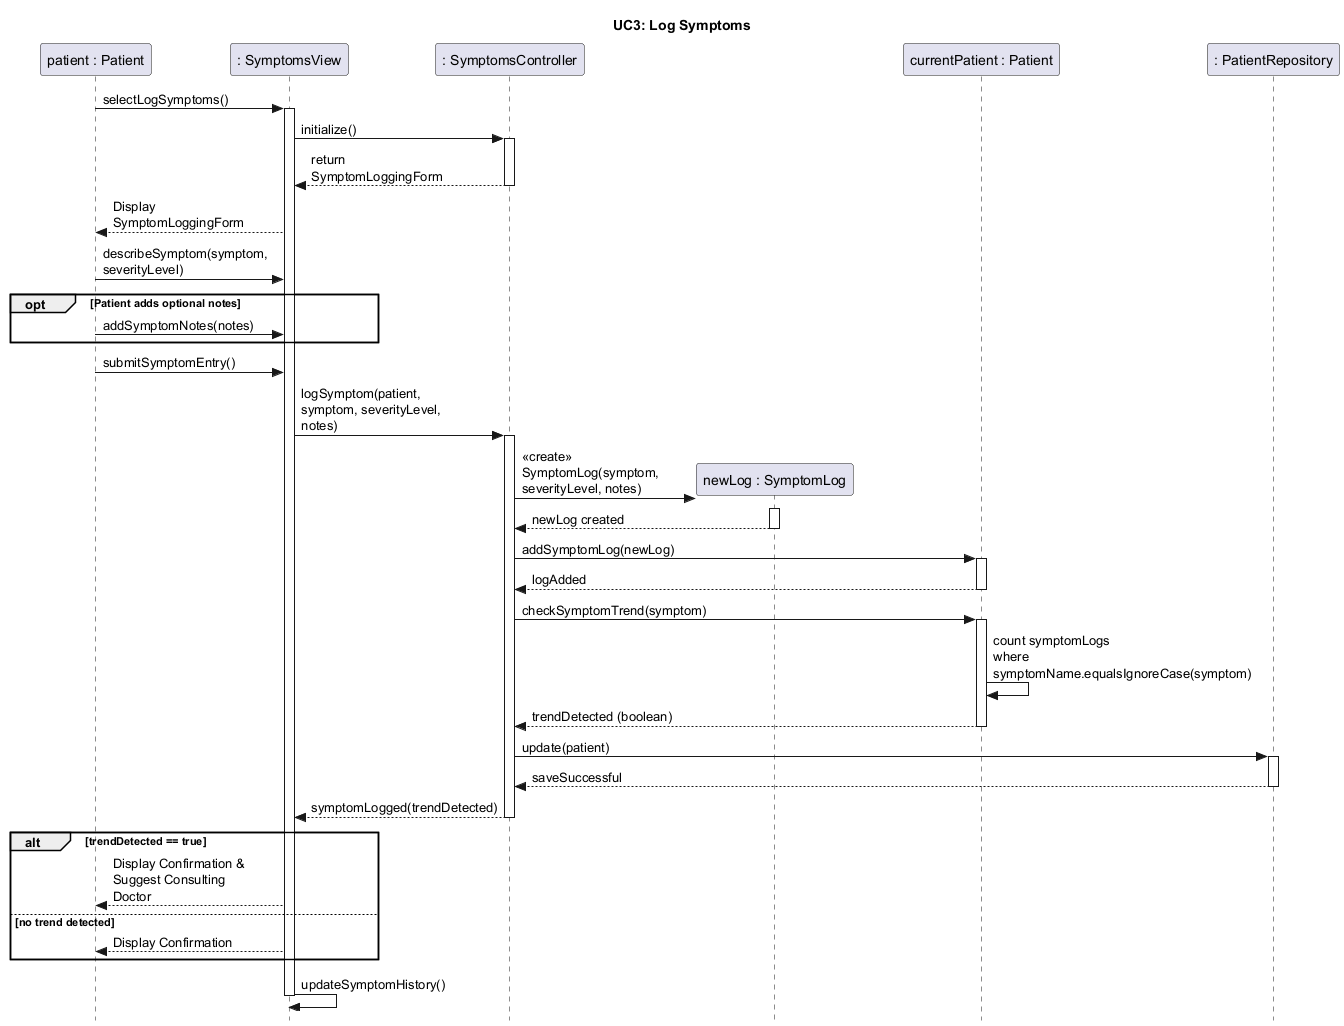 UC3: Log Symptoms
patient : Patient
: SymptomsView
: SymptomsController
currentPatient : Patient
: PatientRepository
selectLogSymptoms()
initialize()
return
SymptomLoggingForm
Display
SymptomLoggingForm
describeSymptom(symptom,
severityLevel)
opt
[Patient adds optional notes]
addSymptomNotes(notes)
submitSymptomEntry()
logSymptom(patient,
symptom, severityLevel,
notes)
«create»
SymptomLog(symptom,
severityLevel, notes)
newLog : SymptomLog
newLog created
addSymptomLog(newLog)
logAdded
checkSymptomTrend(symptom)
count symptomLogs
where
symptomName.equalsIgnoreCase(symptom)
trendDetected (boolean)
update(patient)
saveSuccessful
symptomLogged(trendDetected)
alt
[trendDetected == true]
Display Confirmation &
Suggest Consulting
Doctor
[no trend detected]
Display Confirmation
updateSymptomHistory()